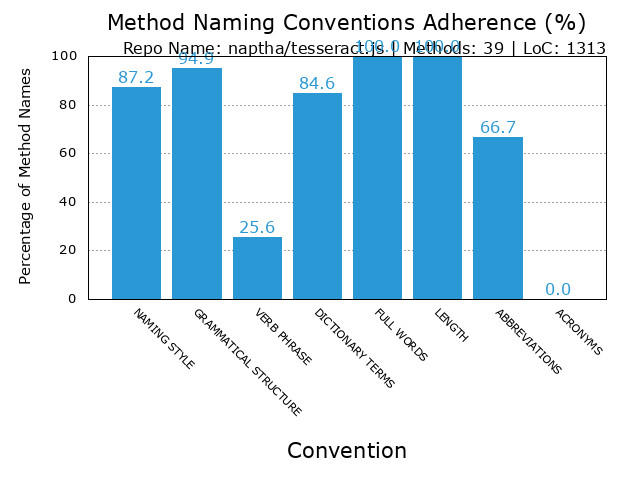 Method Naming Conventions Adherence (%)
Repo Name: naptha/tesseract.js | Methods: 39 | LoC: 1313
Percentage of Method Names
100
80
60
40
20
0
87.2
94.9
25.6
84.6
100.0
100.0
66.7
0.0
NAMING STYLE
GRAMMATICAL STRUCTURE
VERB PHRASE
DICTIONARY TERMS
FULL WORDS
LENGTH
ABBREVIATIONS
ACRONYMS
Convention